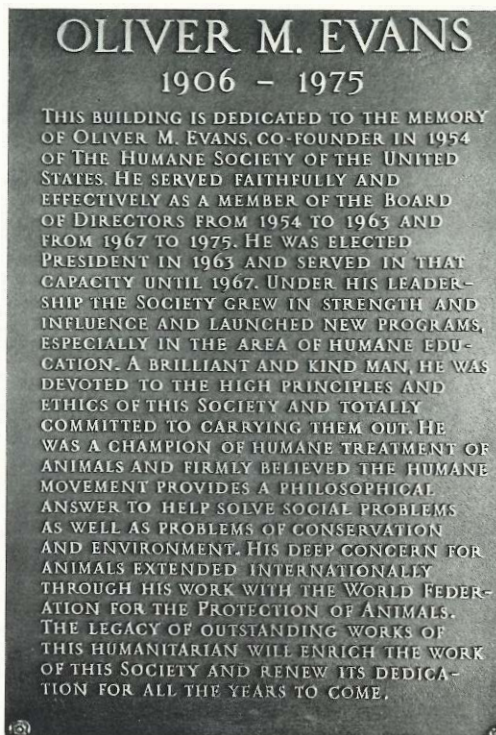 OLIVER M. EVANS
1906 – 1975
THIS BUILDING IS DEDICATED TO THE MEMORY
OF OLIVER M. EVANS, CO-FOUNDER IN 1954
OF THE HUMANE SOCIETY OF THE UNITED
STATES. HE SERVED FAITHFULLY AND
EFFECTIVELY AS A MEMBER OF THE BOARD
OF DIRECTORS FROM 1954 TO 1963 AND
FROM 1967 TO 1975. HE WAS ELECTED
PRESIDENT IN 1963 AND SERVED IN THAT
CAPACITY UNTIL 1967. UNDER HIS LEADER-
SHIP THE SOCIETY GREW IN STRENGTH AND
INFLUENCE AND LAUNCHED NEW PROGRAMS,
ESPECIALLY IN THE AREA OF HUMANE EDU-
CATION. A BRILLIANT AND KIND MAN, HE WAS
DEVOTED TO THE HIGH PRINCIPLES AND
ETHICS OF THIS SOCIETY AND TOTALLY
COMMITTED TO CARRYING THEM OUT. HE
WAS A CHAMPION OF HUMANE TREATMENT OF
ANIMALS AND FIRMLY BELIEVED THE HUMANE
MOVEMENT PROVIDES A PHILOSOPHICAL
ANSWER TO HELP SOLVE SOCIAL PROBLEMS
AS WELL AS PROBLEMS OF CONSERVATION
AND ENVIRONMENT. HIS DEEP CONCERN FOR
ANIMALS EXTENDED INTERNATIONALLY
THROUGH HIS WORK WITH THE WORLD FEDER-
ATION FOR THE PROTECTION OF ANIMALS.
THE LEGACY OF OUTSTANDING WORKS OF
THIS HUMANITARIAN WILL ENRICH THE WORK
OF THIS SOCIETY AND RENEW ITS DEDICA-
TION FOR ALL THE YEARS TO COME.